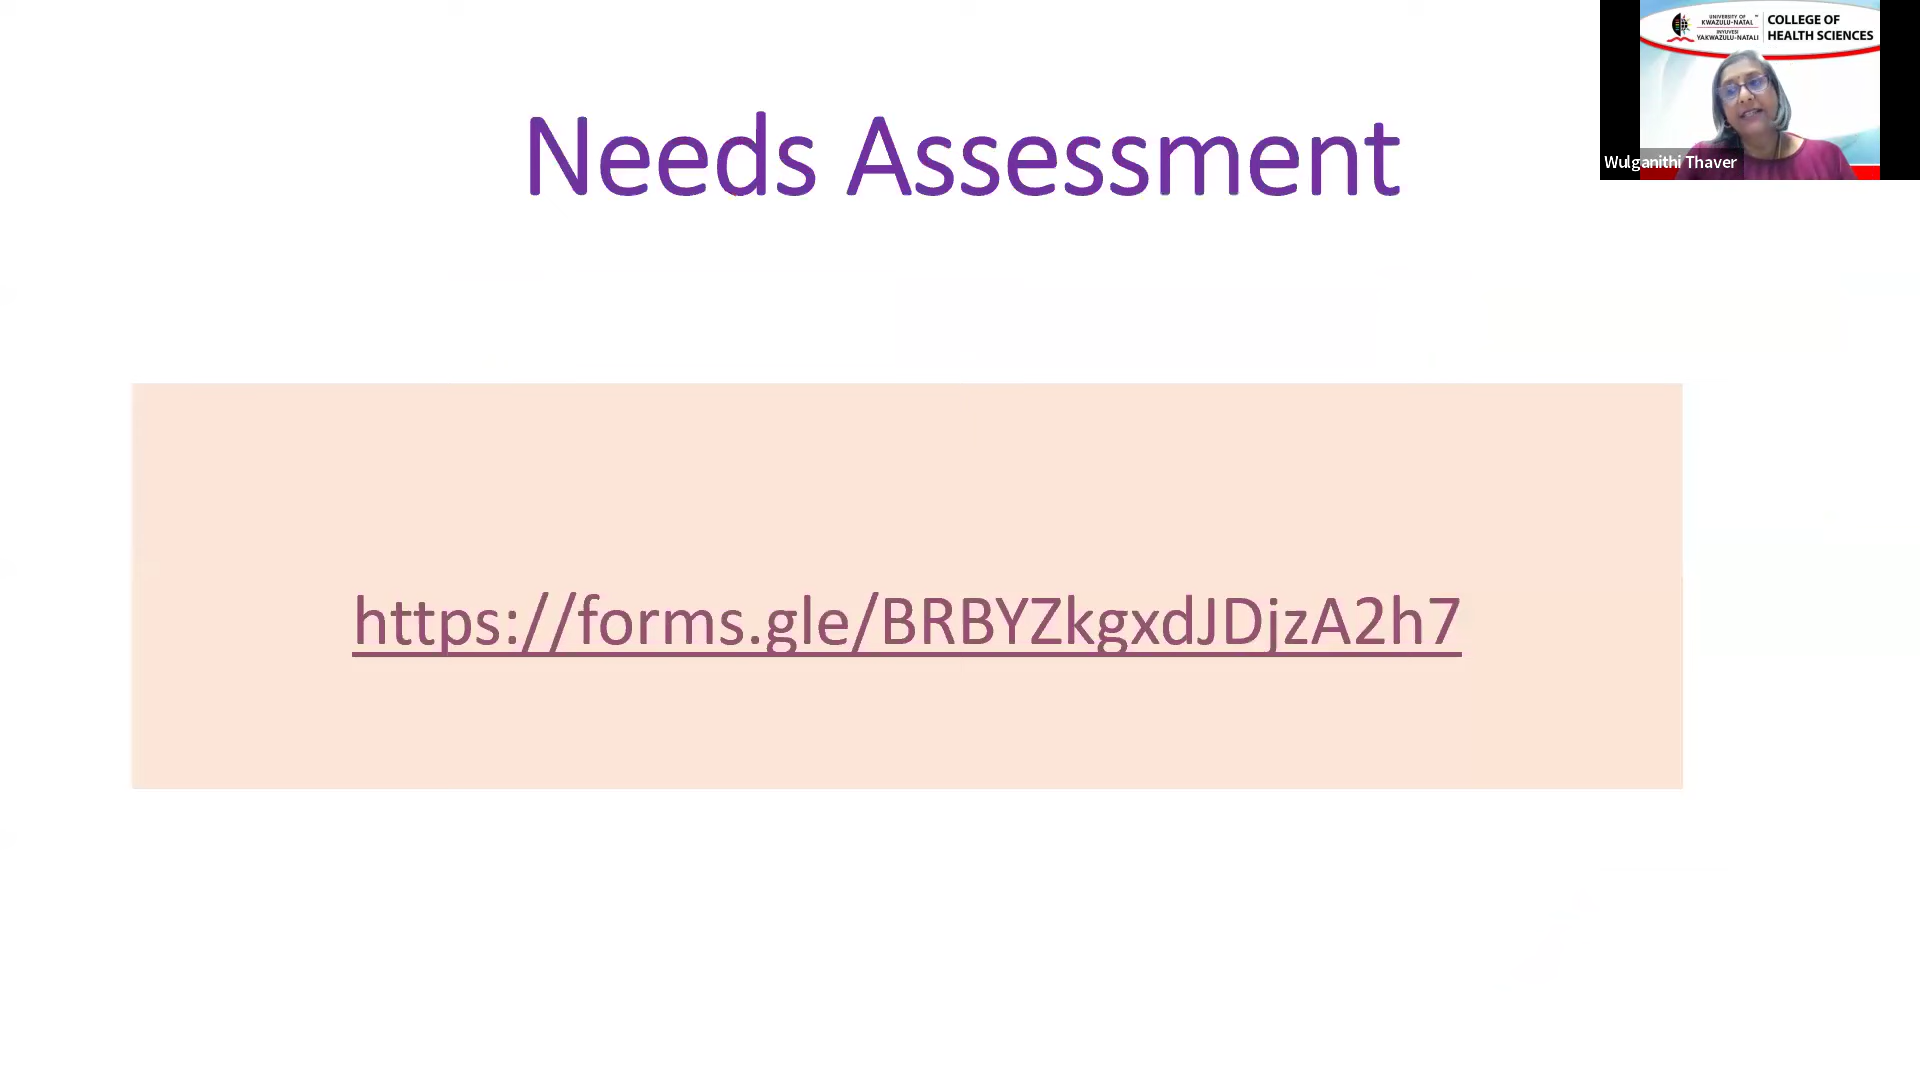 Needs Assessment
https://forms.gle/BRBYZkgxdJDjzA2h7
UNIVERSITY OF
KWAZULU-NATAL
INYUVESI
YAKWAZULU-NATALI
COLLEGE OF
HEALTH SCIENCES
Wulganithi Thaver